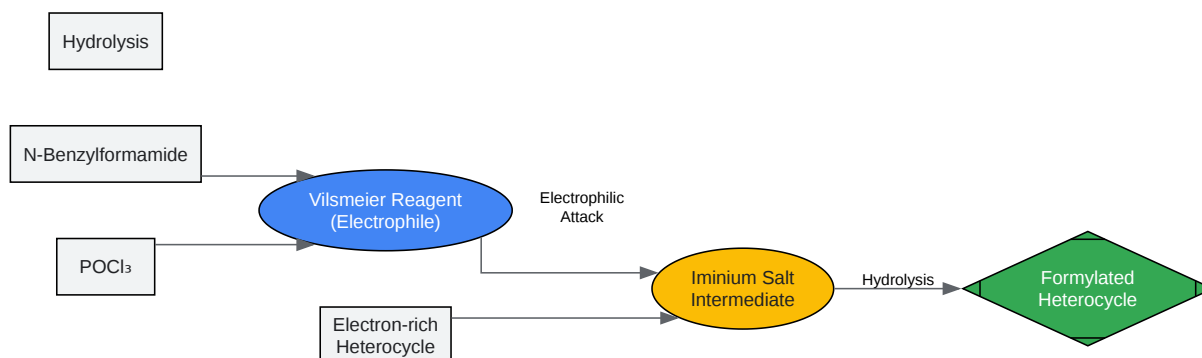 Hydrolysis
N-Benzylformamide
Vilsmeier Reagent
(Electrophile)
POCl₃
Electrophilic
Attack
Electron-rich
Heterocycle
Iminium Salt
Intermediate
Hydrolysis
Formylated
Heterocycle